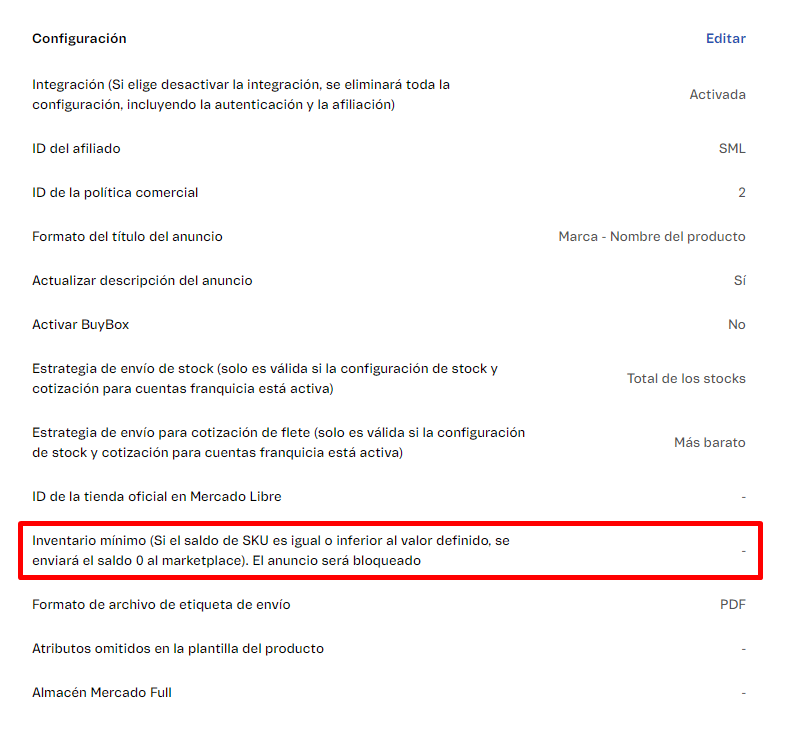 Configuración
Editar
Integración (Si elige desactivar la integración, se eliminará toda la
configuración, incluyendo la autenticación y la afiliación)
Activada
ID del afiliado
SML
ID de la política comercial
2
Formato del título del anuncio
Marca - Nombre del producto
Actualizar descripción del anuncio
Sí
Activar BuyBox
No
Estrategia de envío de stock (solo es válida si la configuración de stock y
cotización para cuentas franquicia está activa)
Total de los stocks
Estrategia de envío para cotización de flete (solo es válida si la configuración
de stock y cotización para cuentas franquicia está activa)
Más barato
ID de la tienda oficial en Mercado Libre
-
Inventario mínimo (Si el saldo de SKU es igual o inferior al valor definido, se
enviará el saldo 0 al marketplace). El anuncio será bloqueado
-
Formato de archivo de etiqueta de envío
PDF
Atributos omitidos en la plantilla del producto
-
Almacén Mercado Full
-